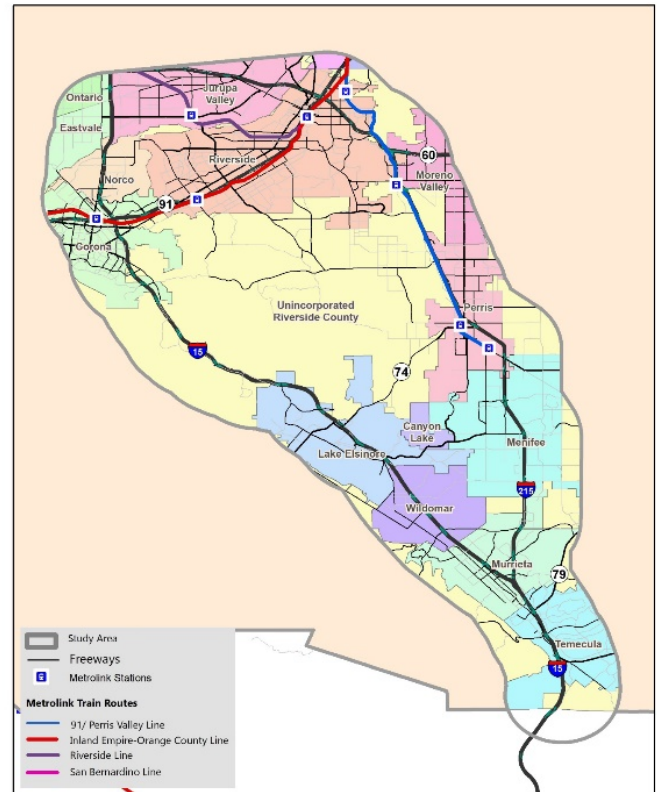 Ontario
Jurupa
Valley
Eastvale
Riverside
60
Norco
Moreno
Valley
91
Corona
Unincorporated
Riverside County
Perris
15
74
Canyon
Lake
Menifee
Lake Elsinore
215
Wildomar
Murrieta
79
Temecula
15
Study Area
Freeways
Metrolink Stations
Metrolink Train Routes
91/ Perris Valley Line
Inland Empire-Orange County Line
Riverside Line
San Bernardino Line